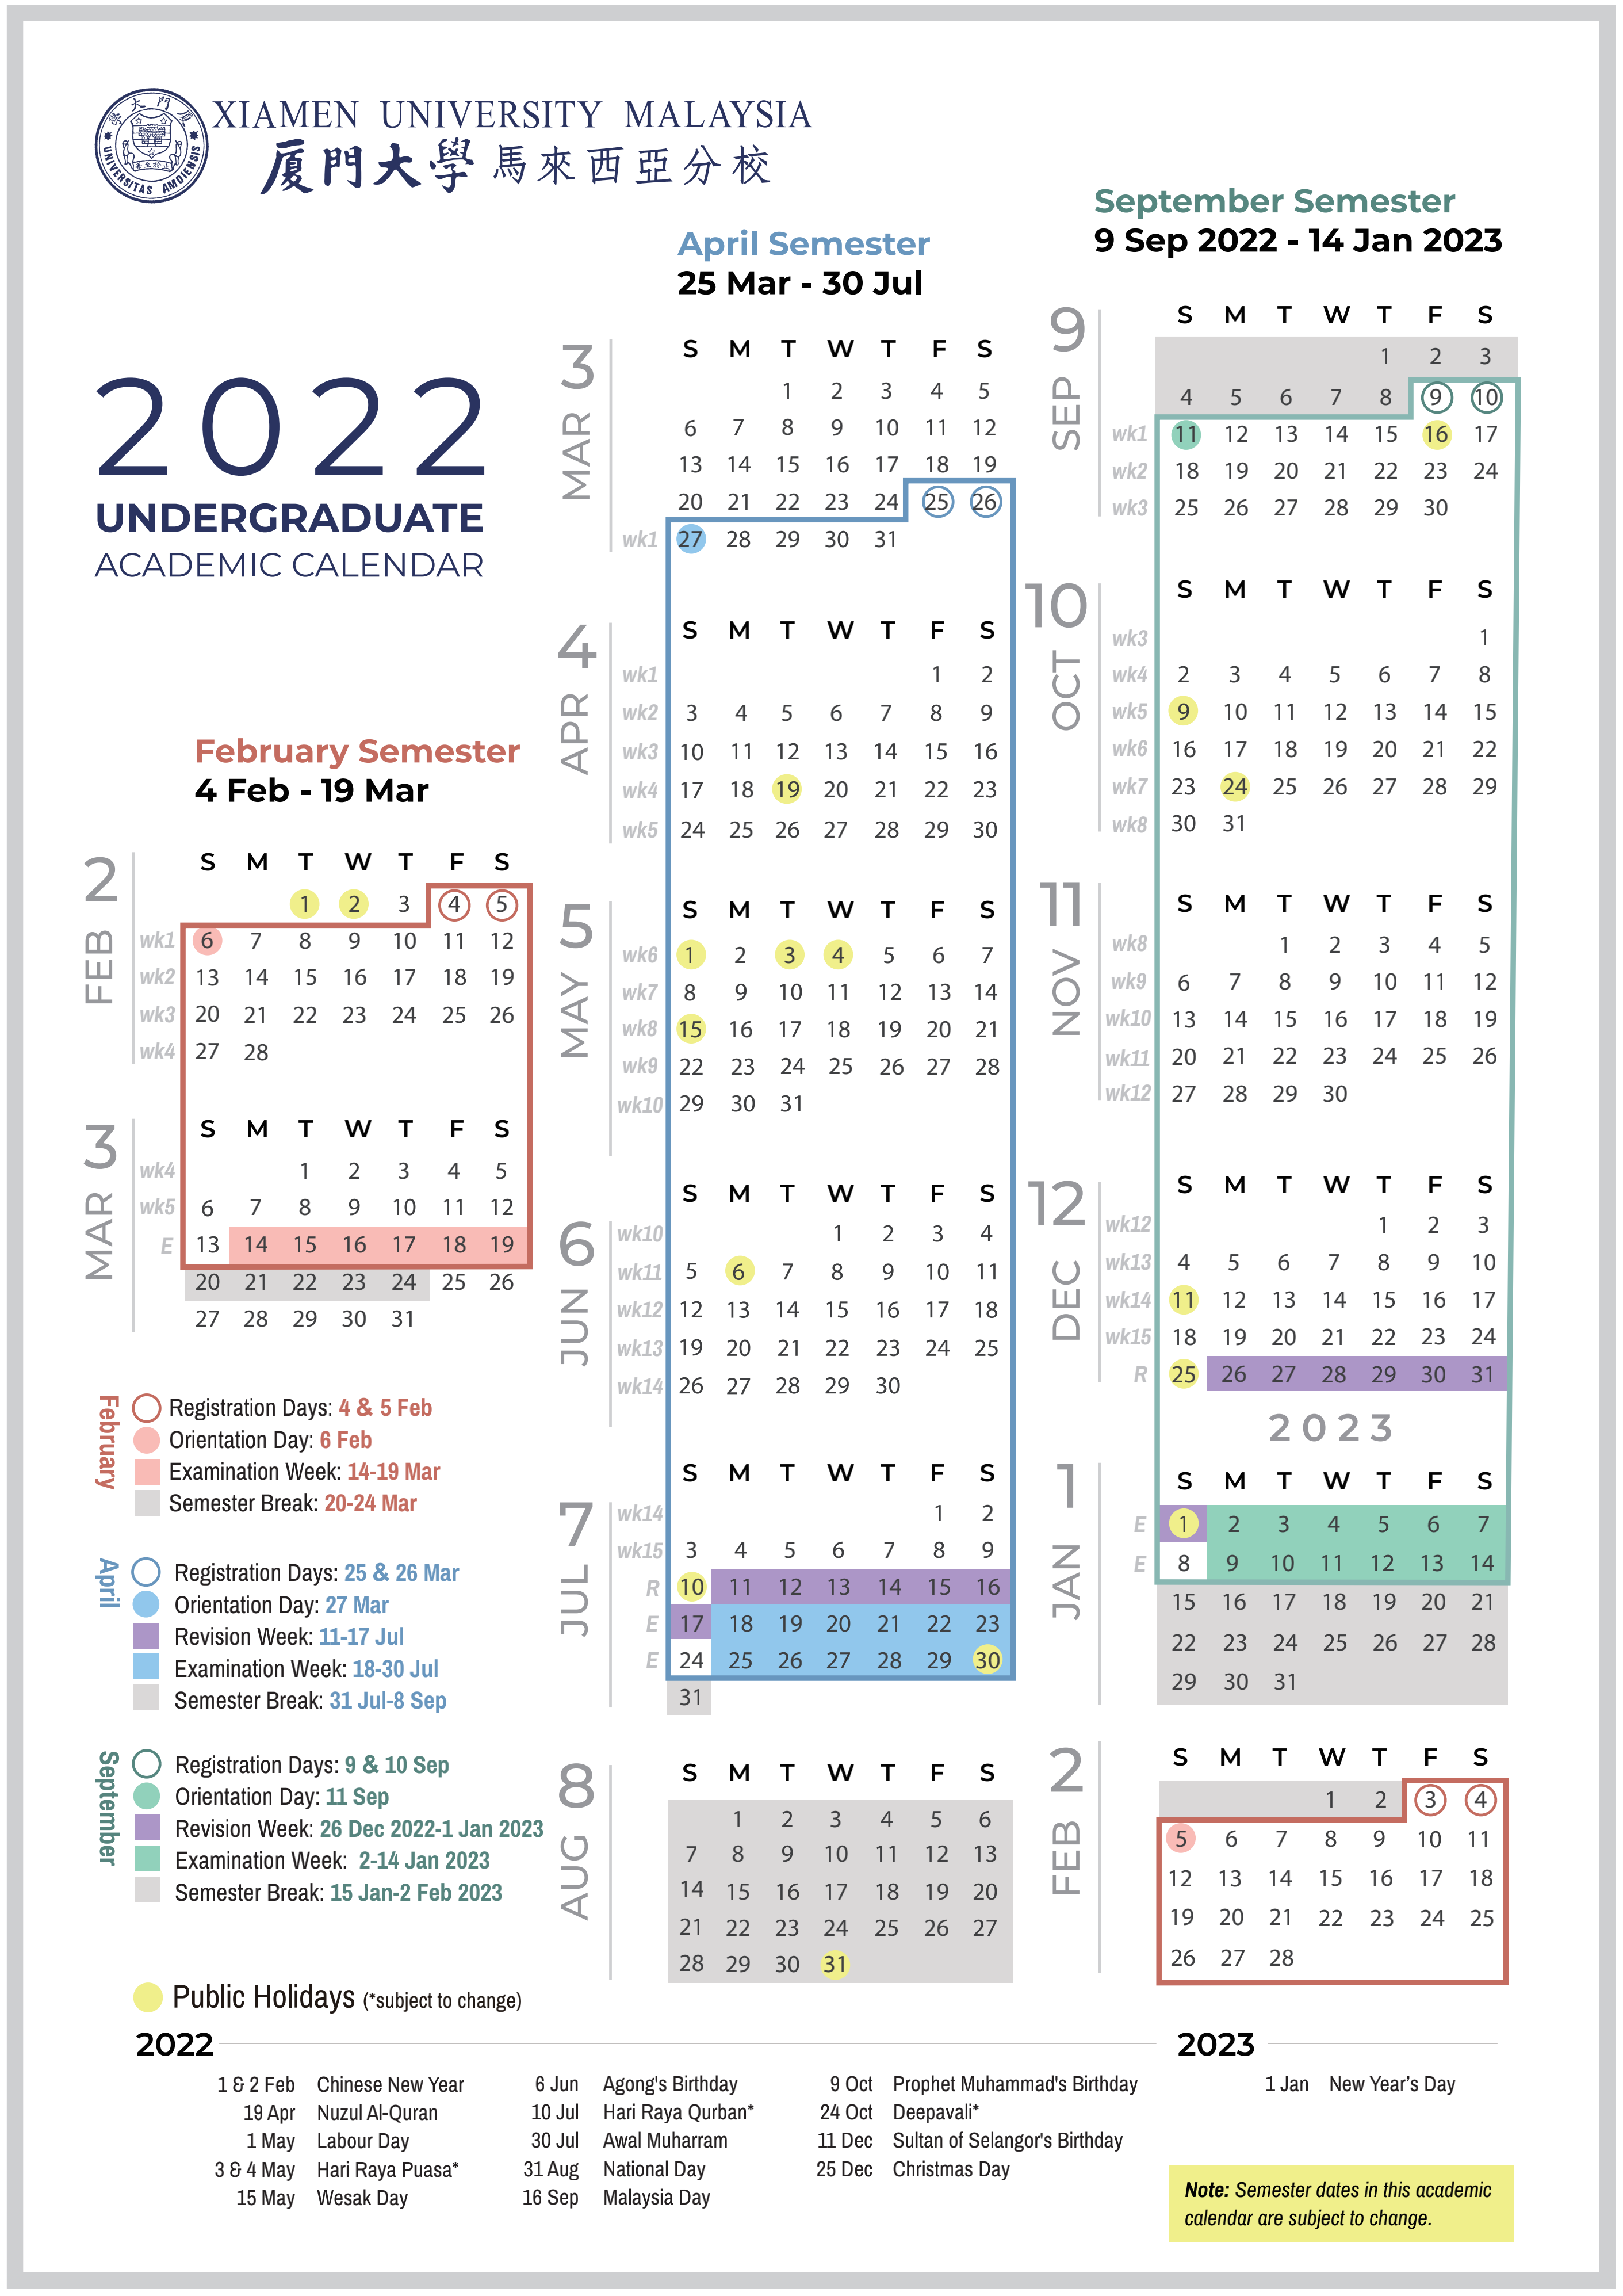 XIAMEN UNIVERSITY MALAYSIA
厦門大學 馬來西亞分校
UNIVERSITAS AMOIENSIS
2022
UNDERGRADUATE
ACADEMIC CALENDAR
February Semester
4 Feb - 19 Mar
2 FEB
S M T W T F S
1 2 3 4 5
wk1 6 7 8 9 10 11 12
wk2 13 14 15 16 17 18 19
wk3 20 21 22 23 24 25 26
wk4 27 28
3 MAR
S M T W T F S
wk4 1 2 3 4 5
wk5 6 7 8 9 10 11 12
E 13 14 15 16 17 18 19
20 21 22 23 24 25 26
27 28 29 30 31
February
Registration Days: 4 & 5 Feb
Orientation Day: 6 Feb
Examination Week: 14-19 Mar
Semester Break: 20-24 Mar
April
Registration Days: 25 & 26 Mar
Orientation Day: 27 Mar
Revision Week: 11-17 Jul
Examination Week: 18-30 Jul
Semester Break: 31 Jul-8 Sep
September
Registration Days: 9 & 10 Sep
Orientation Day: 11 Sep
Revision Week: 26 Dec 2022-1 Jan 2023
Examination Week: 2-14 Jan 2023
Semester Break: 15 Jan-2 Feb 2023
April Semester
25 Mar - 30 Jul
3 MAR
S M T W T F S
1 2 3 4 5
6 7 8 9 10 11 12
13 14 15 16 17 18 19
20 21 22 23 24 25 26
wk1 27 28 29 30 31
4 APR
S M T W T F S
wk1 1 2
wk2 3 4 5 6 7 8 9
wk3 10 11 12 13 14 15 16
wk4 17 18 19 20 21 22 23
wk5 24 25 26 27 28 29 30
5 MAY
S M T W T F S
wk6 1 2 3 4 5 6 7
wk7 8 9 10 11 12 13 14
wk8 15 16 17 18 19 20 21
wk9 22 23 24 25 26 27 28
wk10 29 30 31
6 JUN
S M T W T F S
wk10 1 2 3 4
wk11 5 6 7 8 9 10 11
wk12 12 13 14 15 16 17 18
wk13 19 20 21 22 23 24 25
wk14 26 27 28 29 30
7 JUL
S M T W T F S
wk14 1 2
wk15 3 4 5 6 7 8 9
R 10 11 12 13 14 15 16
E 17 18 19 20 21 22 23
E 24 25 26 27 28 29 30
31
8 AUG
S M T W T F S
1 2 3 4 5 6
7 8 9 10 11 12 13
14 15 16 17 18 19 20
21 22 23 24 25 26 27
28 29 30 31
September Semester
9 Sep 2022 - 14 Jan 2023
9 SEP
S M T W T F S
1 2 3
4 5 6 7 8 9 10
wk1 11 12 13 14 15 16 17
wk2 18 19 20 21 22 23 24
wk3 25 26 27 28 29 30
10 OCT
S M T W T F S
wk3 1
wk4 2 3 4 5 6 7 8
wk5 9 10 11 12 13 14 15
wk6 16 17 18 19 20 21 22
wk7 23 24 25 26 27 28 29
wk8 30 31
11 NOV
S M T W T F S
wk8 1 2 3 4 5
wk9 6 7 8 9 10 11 12
wk10 13 14 15 16 17 18 19
wk11 20 21 22 23 24 25 26
wk12 27 28 29 30
12 DEC
S M T W T F S
wk12 1 2 3
wk13 4 5 6 7 8 9 10
wk14 11 12 13 14 15 16 17
wk15 18 19 20 21 22 23 24
R 25 26 27 28 29 30 31
2023
1 JAN
S M T W T F S
E 1 2 3 4 5 6 7
E 8 9 10 11 12 13 14
15 16 17 18 19 20 21
22 23 24 25 26 27 28
29 30 31
2 FEB
S M T W T F S
1 2 3 4
5 6 7 8 9 10 11
12 13 14 15 16 17 18
19 20 21 22 23 24 25
26 27 28
Public Holidays (*subject to change)
2022
1 & 2 Feb Chinese New Year
19 Apr Nuzul Al-Quran
1 May Labour Day
3 & 4 May Hari Raya Puasa*
15 May Wesak Day
6 Jun Agong's Birthday
10 Jul Hari Raya Qurban*
30 Jul Awal Muharram
31 Aug National Day
16 Sep Malaysia Day
9 Oct Prophet Muhammad's Birthday
24 Oct Deepavali*
11 Dec Sultan of Selangor's Birthday
25 Dec Christmas Day
2023
1 Jan New Year’s Day
Note: Semester dates in this academic
calendar are subject to change.